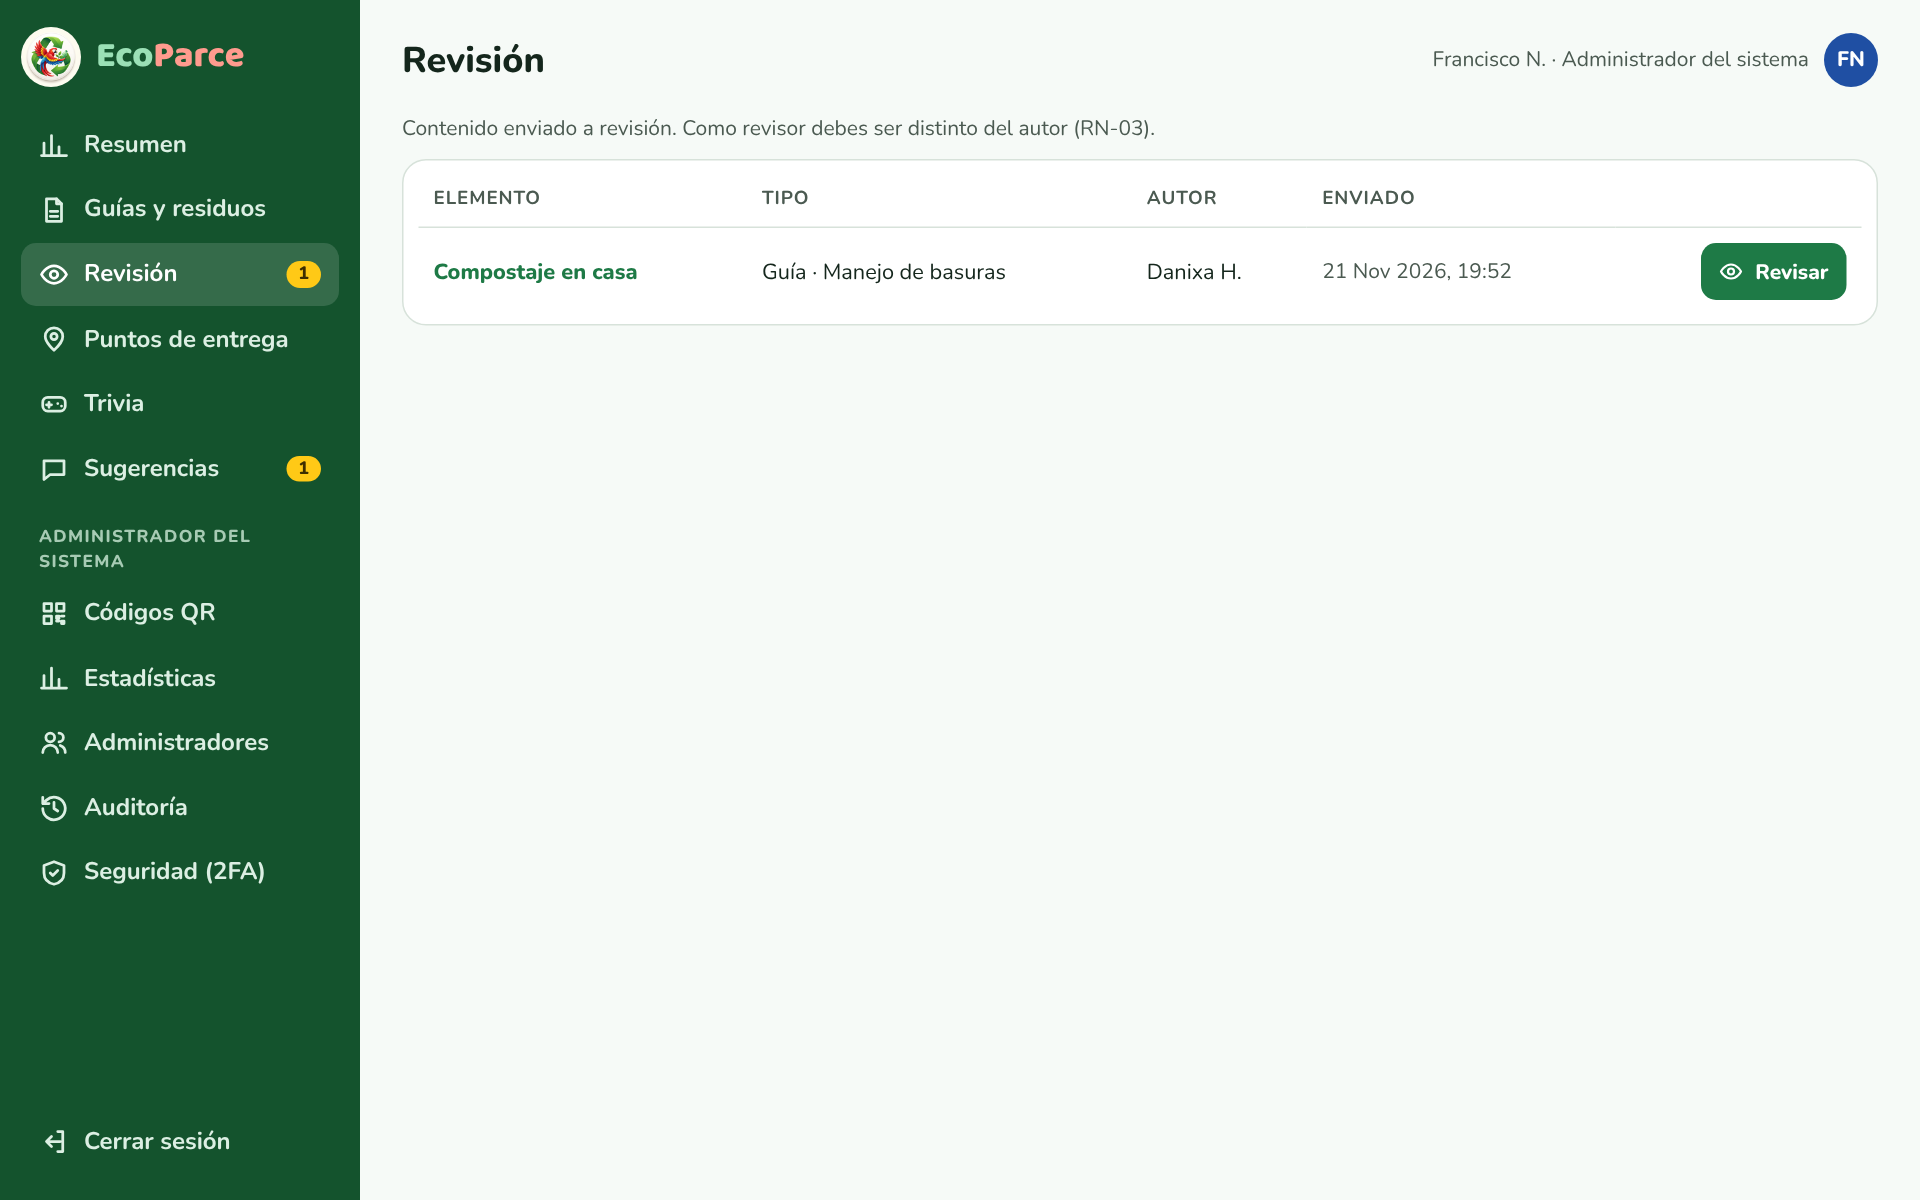 EcoParce
Resumen
Guías y residuos
Revisión 1
Puntos de entrega
Trivia
Sugerencias 1
ADMINISTRADOR DEL
SISTEMA
Códigos QR
Estadísticas
Administradores
Auditoría
Seguridad (2FA)
Cerrar sesión
Revisión
Francisco N. · Administrador del sistema FN
Contenido enviado a revisión. Como revisor debes ser distinto del autor (RN-03).
ELEMENTO TIPO AUTOR ENVIADO
Compostaje en casa Guía · Manejo de basuras Danixa H. 21 Nov 2026, 19:52 Revisar